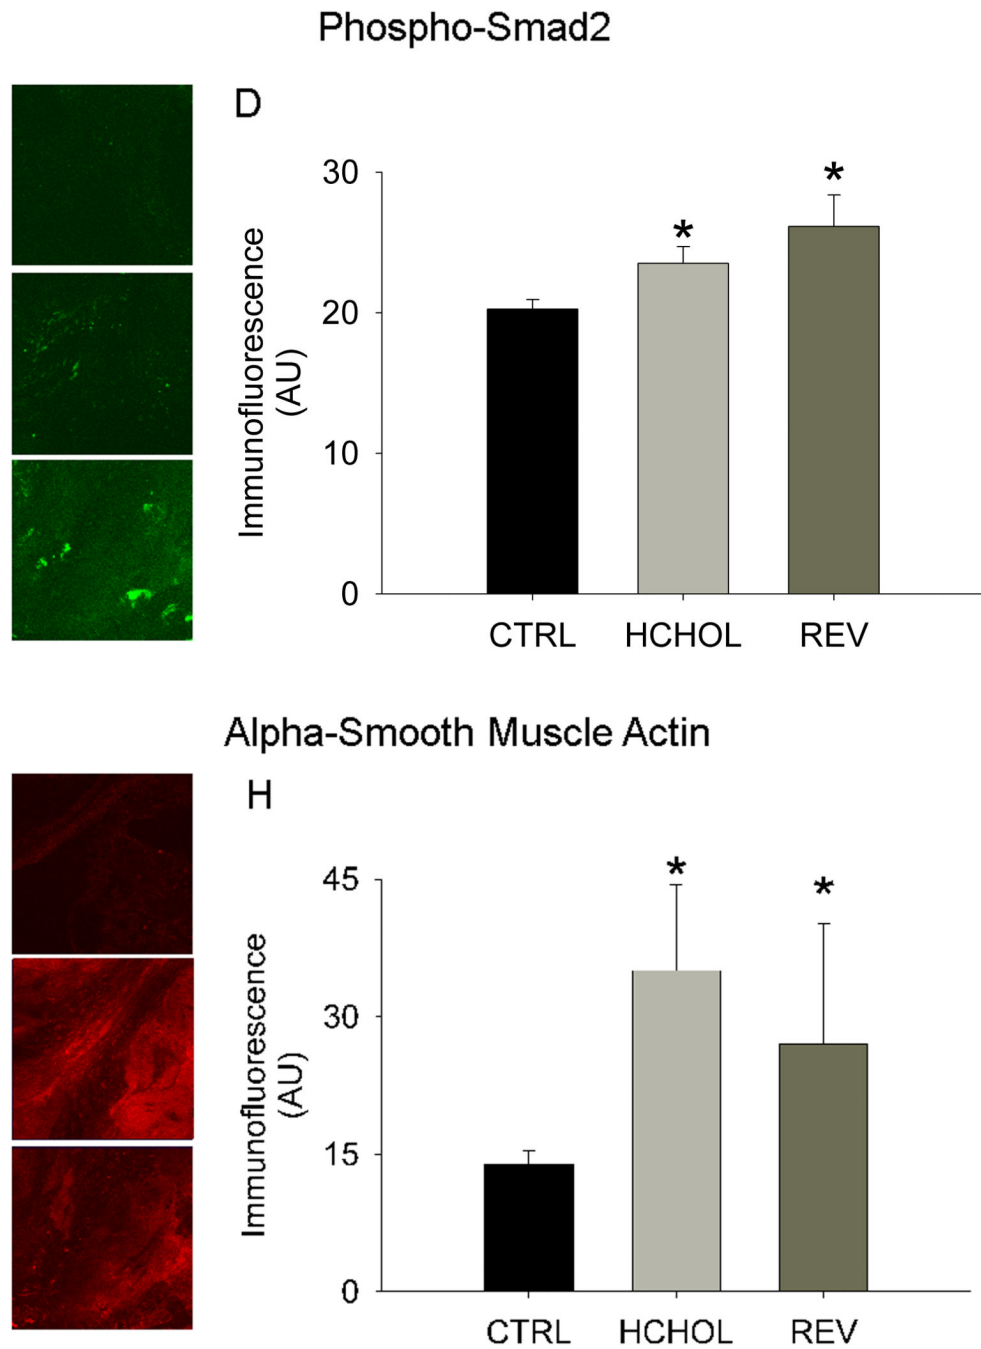 Phospho-Smad2
D
30
20
10
0
Immunofluorescence
(AU)
*
*
CTRL HCHOL REV
Alpha-Smooth Muscle Actin
H
45
30
15
0
Immunofluorescence
(AU)
*
*
CTRL HCHOL REV